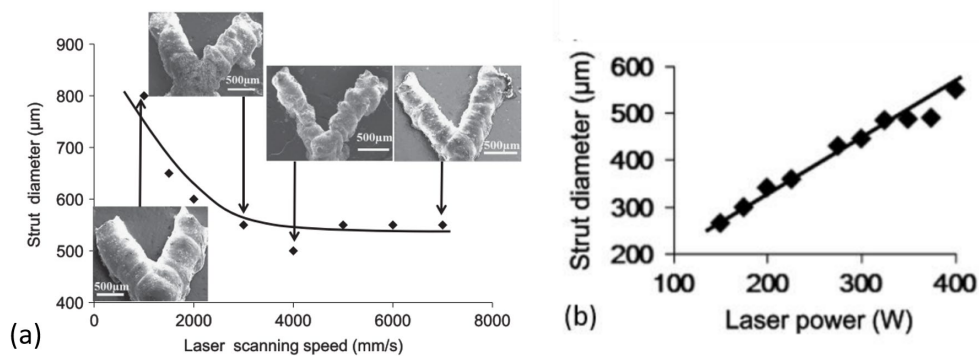 900
800
700
600
500
400
Strut diameter (μm)
0
2000
4000
6000
8000
Laser scanning speed (mm/s)
500μm
500μm
500μm
500μm
(a)
600
500
400
300
200
Strut diameter (μm)
100
200
300
400
Laser power (W)
(b)